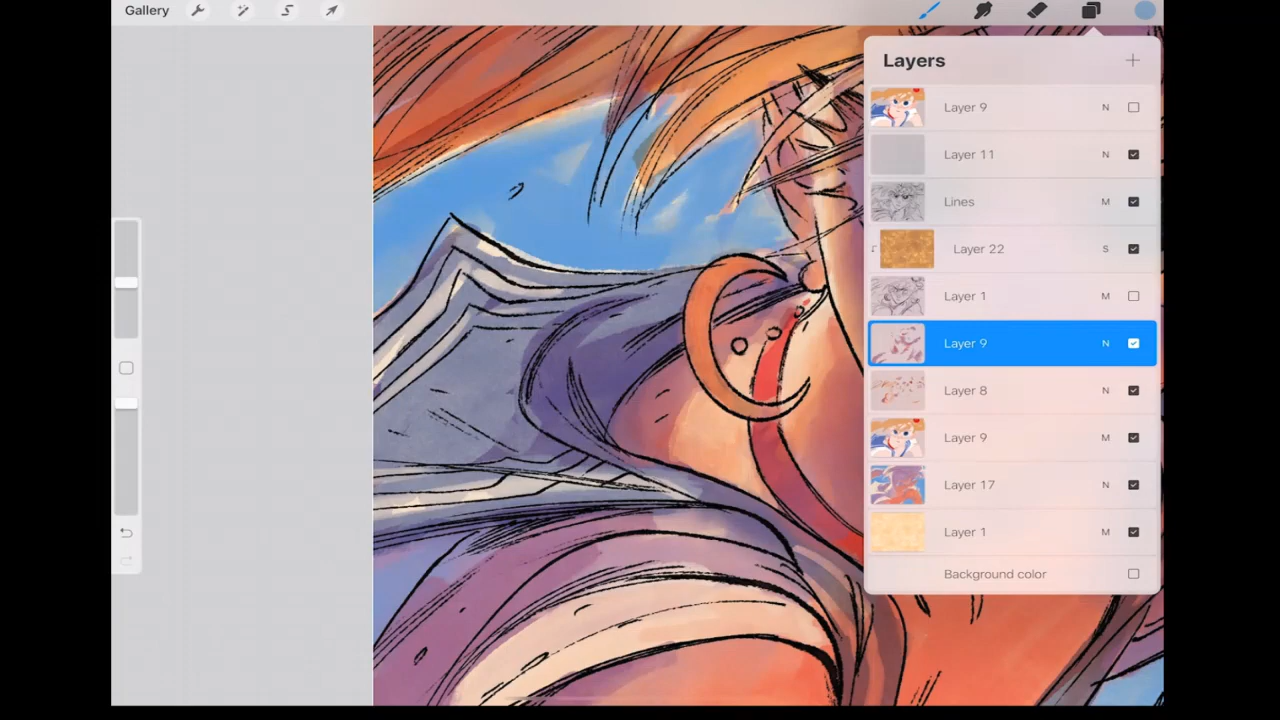 Gallery
Layers
Layer 9 N
Layer 11 N
Lines M
Layer 22 S
Layer 1 M
Layer 9 N
Layer 8 N
Layer 9 M
Layer 17 N
Layer 1 M
Background color